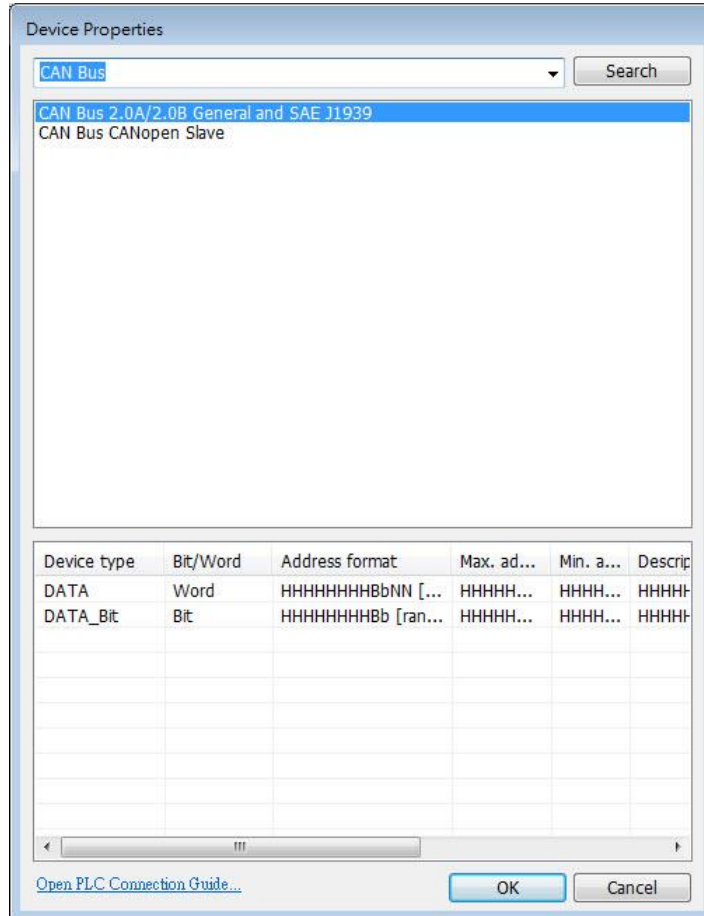 Device Properties
CAN Bus Search
CAN Bus 2.0A/2.0B General and SAE J1939
CAN Bus CANopen Slave
Device type Bit/Word Address format Max. ad... Min. a... Descrip
DATA Word HHHHHHHHBbNN [... HHHHH... HHHH... HHHHH
DATA_Bit Bit HHHHHHHHBb [ran... HHHHH... HHHH... HHHHH
Open PLC Connection Guide... OK Cancel